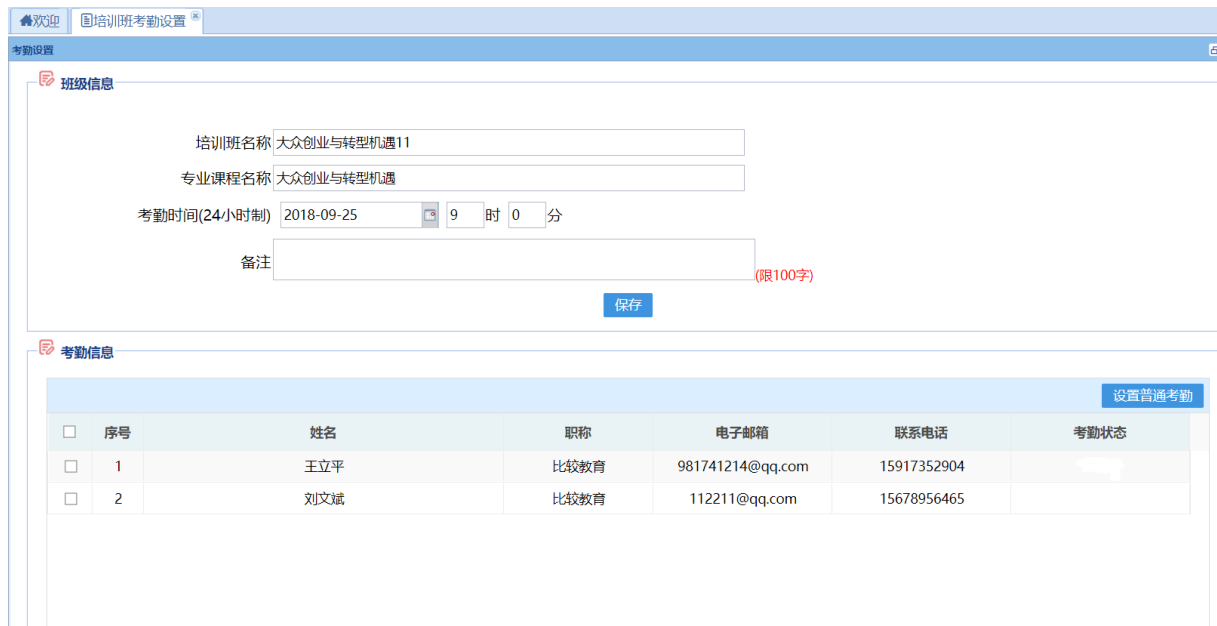 欢迎 培训班考勤设置
考勤设置
班级信息
培训班名称 大众创业与转型机遇11
专业课程名称 大众创业与转型机遇
考勤时间(24小时制) 2018-09-25 9 时 0 分
备注
(限100字)
保存
考勤信息
设置普通考勤
序号 姓名 职称 电子邮箱 联系电话 考勤状态
1 王立平 比较教育 981741214@qq.com 15917352904
2 刘文斌 比较教育 112211@qq.com 15678956465